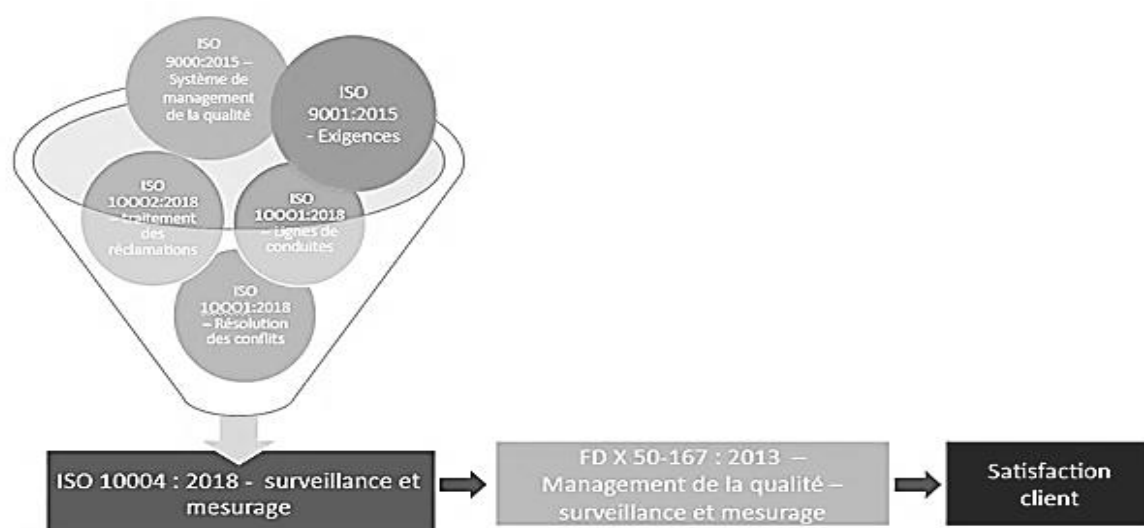 ISO
9000:2015 –
Système de
management
de la qualité
ISO
9001:2015
- Exigences
ISO
10002:2018
– traitement
des
réclamations
ISO
10001:2018
– Lignes de
conduites
ISO
10001:2018
– Résolution
des conflits
ISO 10004 : 2018 - surveillance et
mesurage
FD X 50-167 : 2013 –
Management de la qualité –
surveillance et mesurage
Satisfaction
client